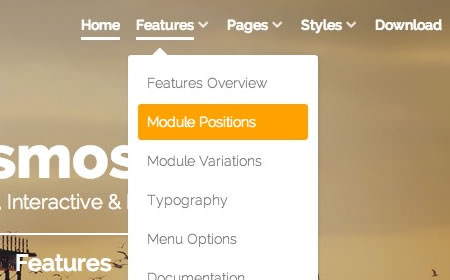 Home Features Pages Styles Download
Features Overview
Module Positions
Module Variations
Typography
Menu Options
Documentation
smos
, Interactive &
Features